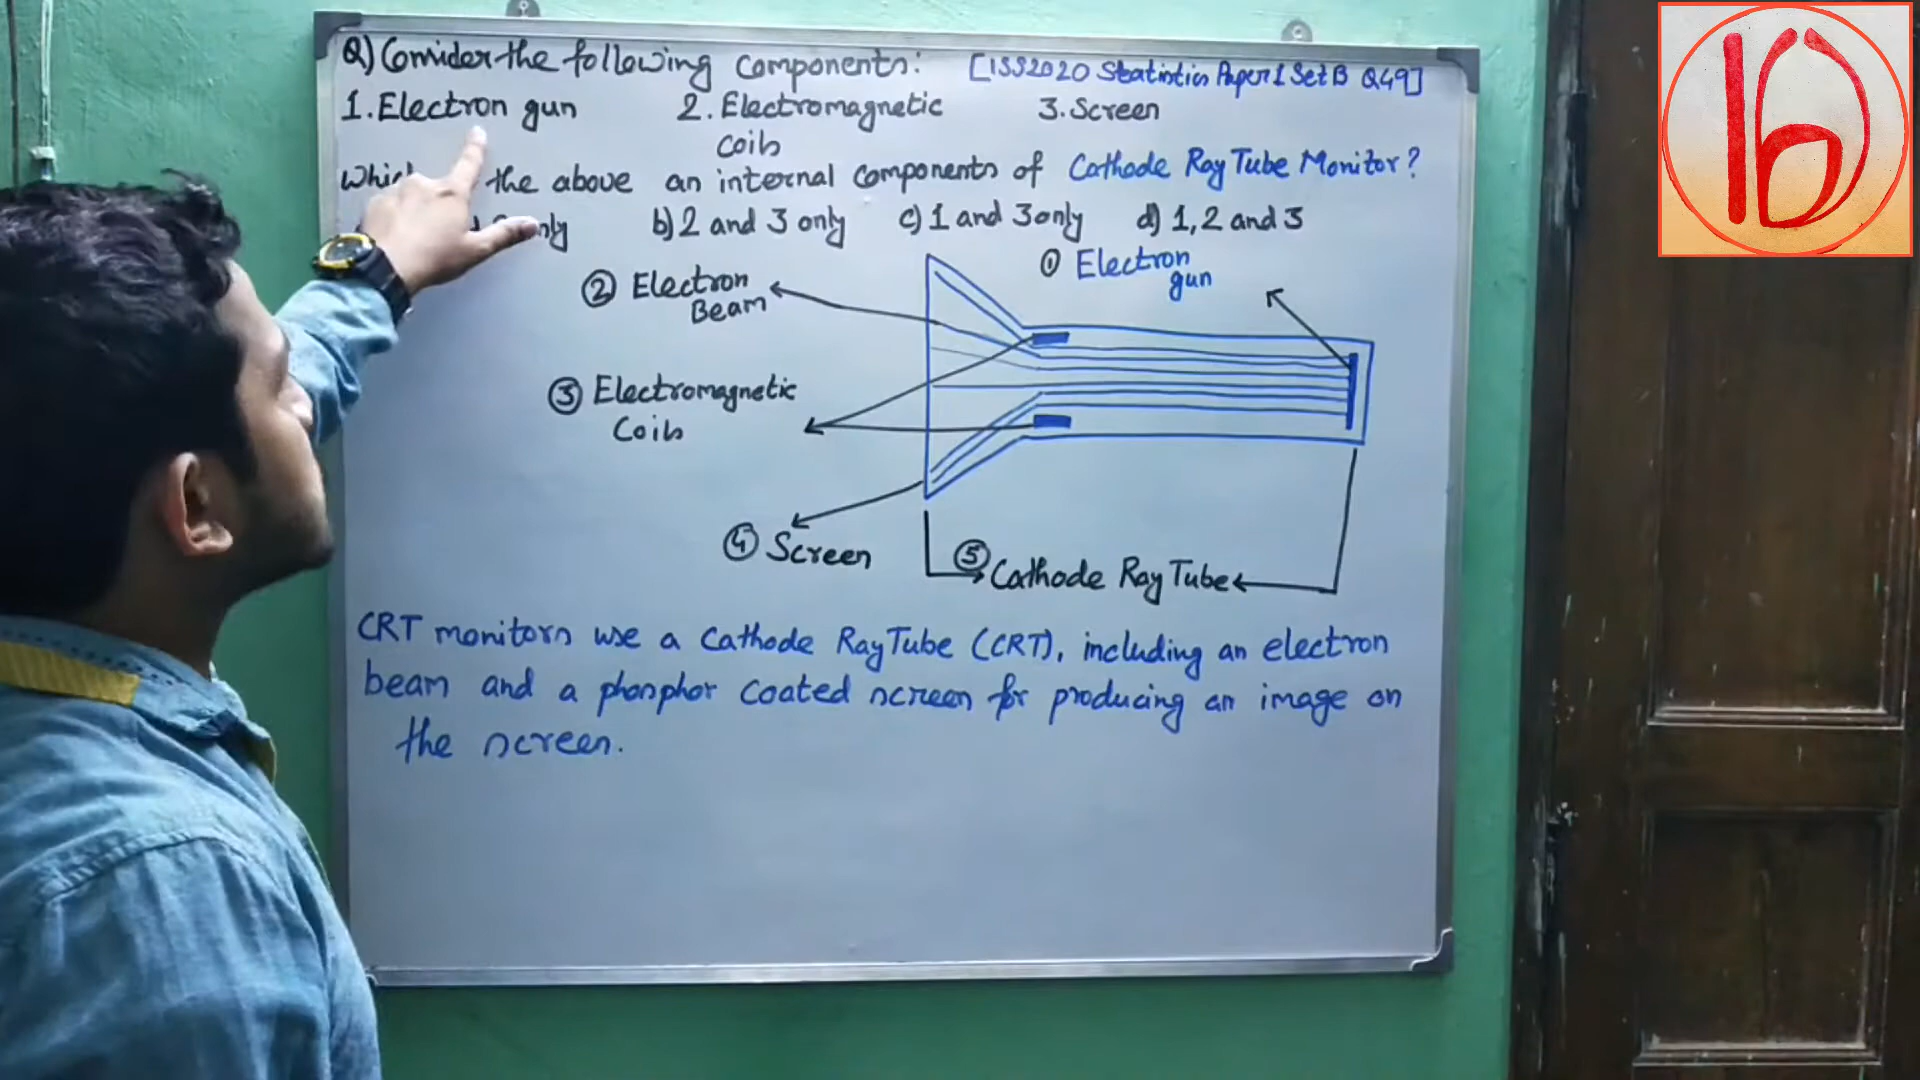 Q) Consider the following components: [ISS2020 Statistics Paper 1 Set B Q49]
1. Electron gun 2. Electromagnetic coils 3. Screen
the above an internal components of Cathode Ray Tube Monitor?
only b) 2 and 3 only c) 1 and 3 only d) 1, 2 and 3
① Electron gun
② Electron Beam
③ Electromagnetic Coils
④ Screen
⑤ Cathode Ray Tube
CRT monitors use a Cathode Ray Tube (CRT), including an electron
beam and a phosphor coated screen for producing an image on
the screen.